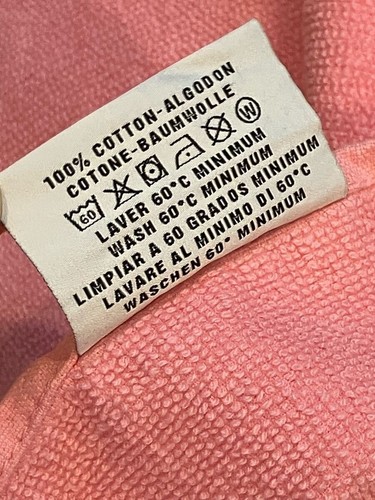 100% COTTON-ALGODON
COTONE-BAUMWOLLE
60 W
LAVER 60°C MINIMUM
WASH 60°C MINIMUM
LIMPIAR A 60 GRADOS MINIMUM
LAVARE AL MINIMO DI 60°C
WASCHEN 60° MINIMUM